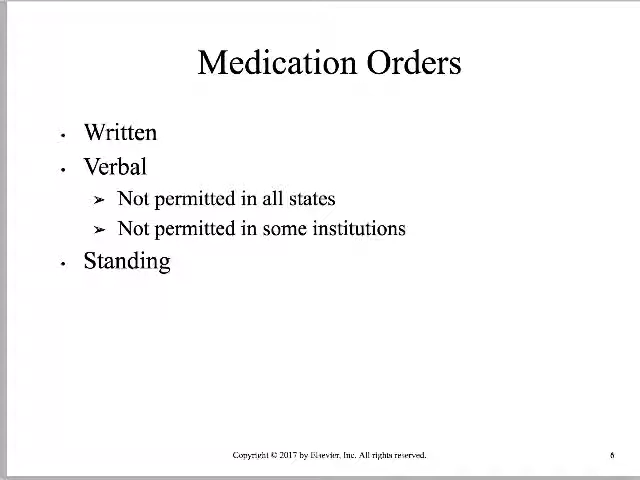 Medication Orders
• Written
• Verbal
➢ Not permitted in all states
➢ Not permitted in some institutions
• Standing
Copyright © 2017 by Elsevier, Inc. All rights reserved.
6